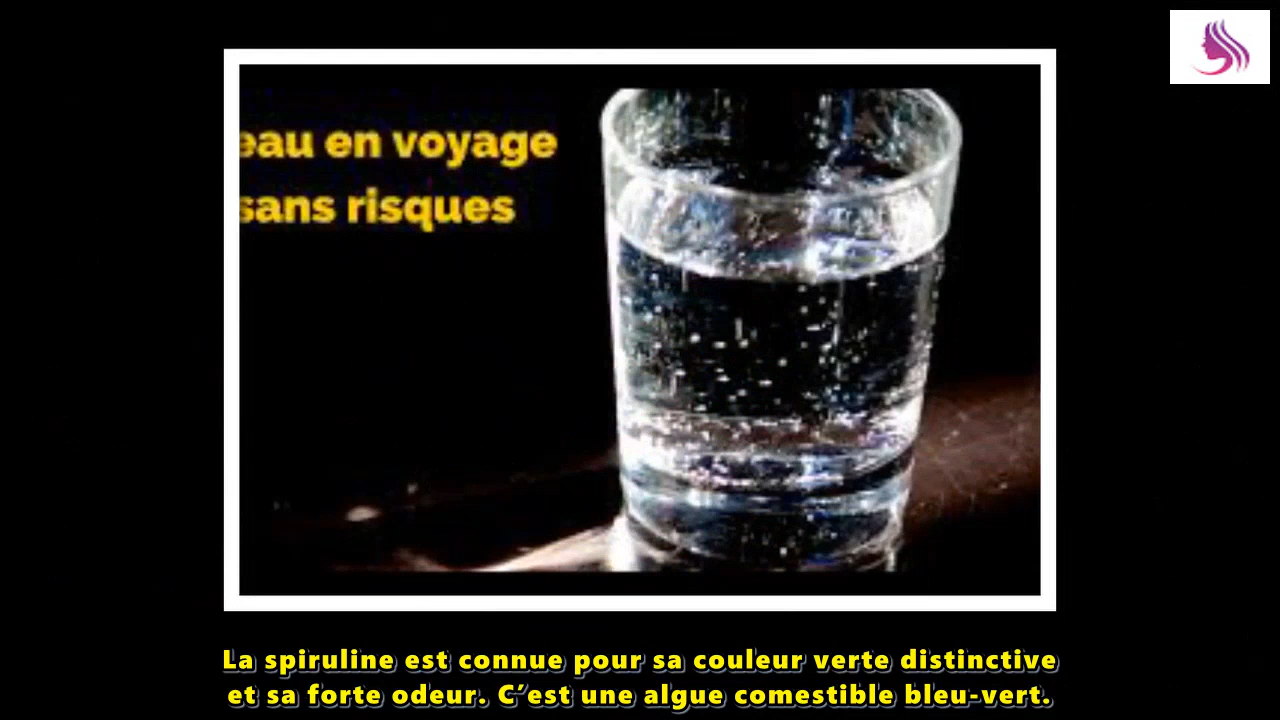 eau en voyage
sans risques
La spiruline est connue pour sa couleur verte distinctive
et sa forte odeur. C’est une algue comestible bleu-vert.